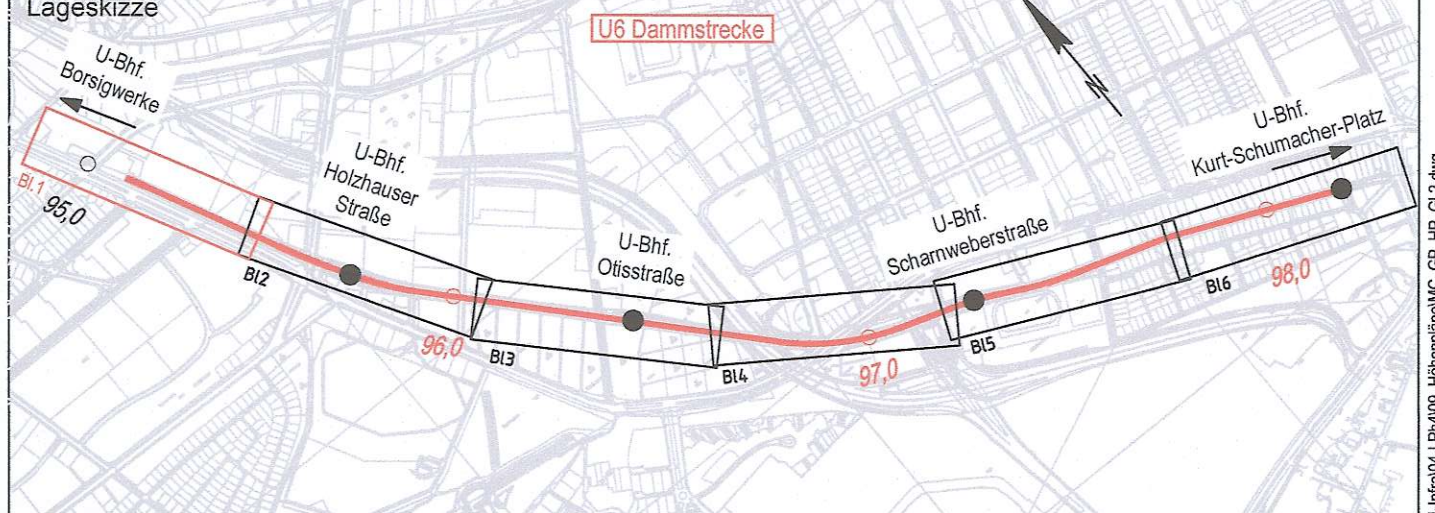 Lageskizze
U6 Dammstrecke
U-Bhf.
Borsigwerke
N
U-Bhf.
Kurt-Schumacher-Platz
U-Bhf.
Holzhauser
Straße
U-Bhf.
Otisstraße
U-Bhf.
Scharnweberstraße
Bl.1
95,0
Bl2
96,0
Bl3
Bl4
97,0
Bl5
Bl6
98,0